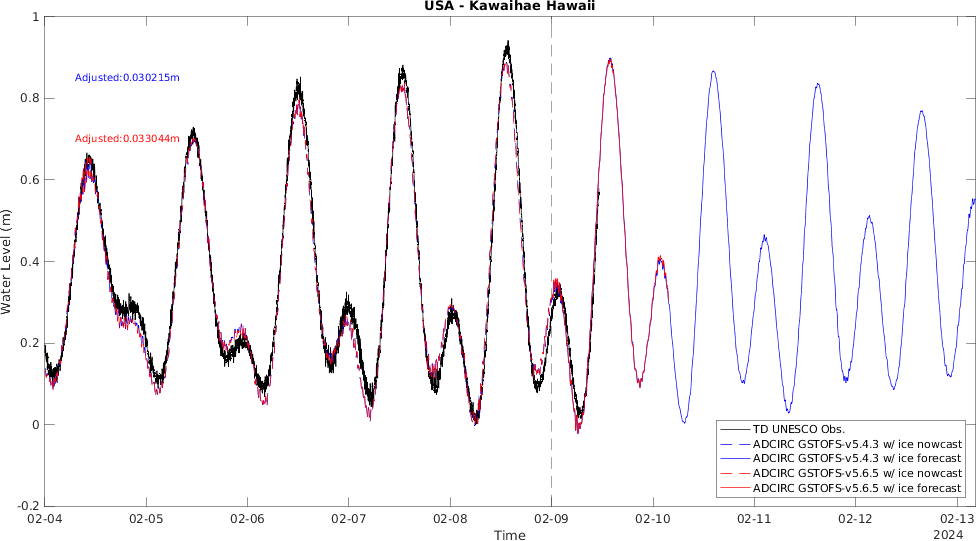 USA - Kawaihae Hawaii
1
0.8
0.6
0.4
0.2
0
-0.2
Water Level (m)
Adjusted:0.030215m
Adjusted:0.033044m
TD UNESCO Obs.
ADCIRC GSTOFS-v5.4.3 w/ ice nowcast
ADCIRC GSTOFS-v5.4.3 w/ ice forecast
ADCIRC GSTOFS-v5.6.5 w/ ice nowcast
ADCIRC GSTOFS-v5.6.5 w/ ice forecast
02-04 02-05 02-06 02-07 02-08 02-09 02-10 02-11 02-12 02-13
Time
2024